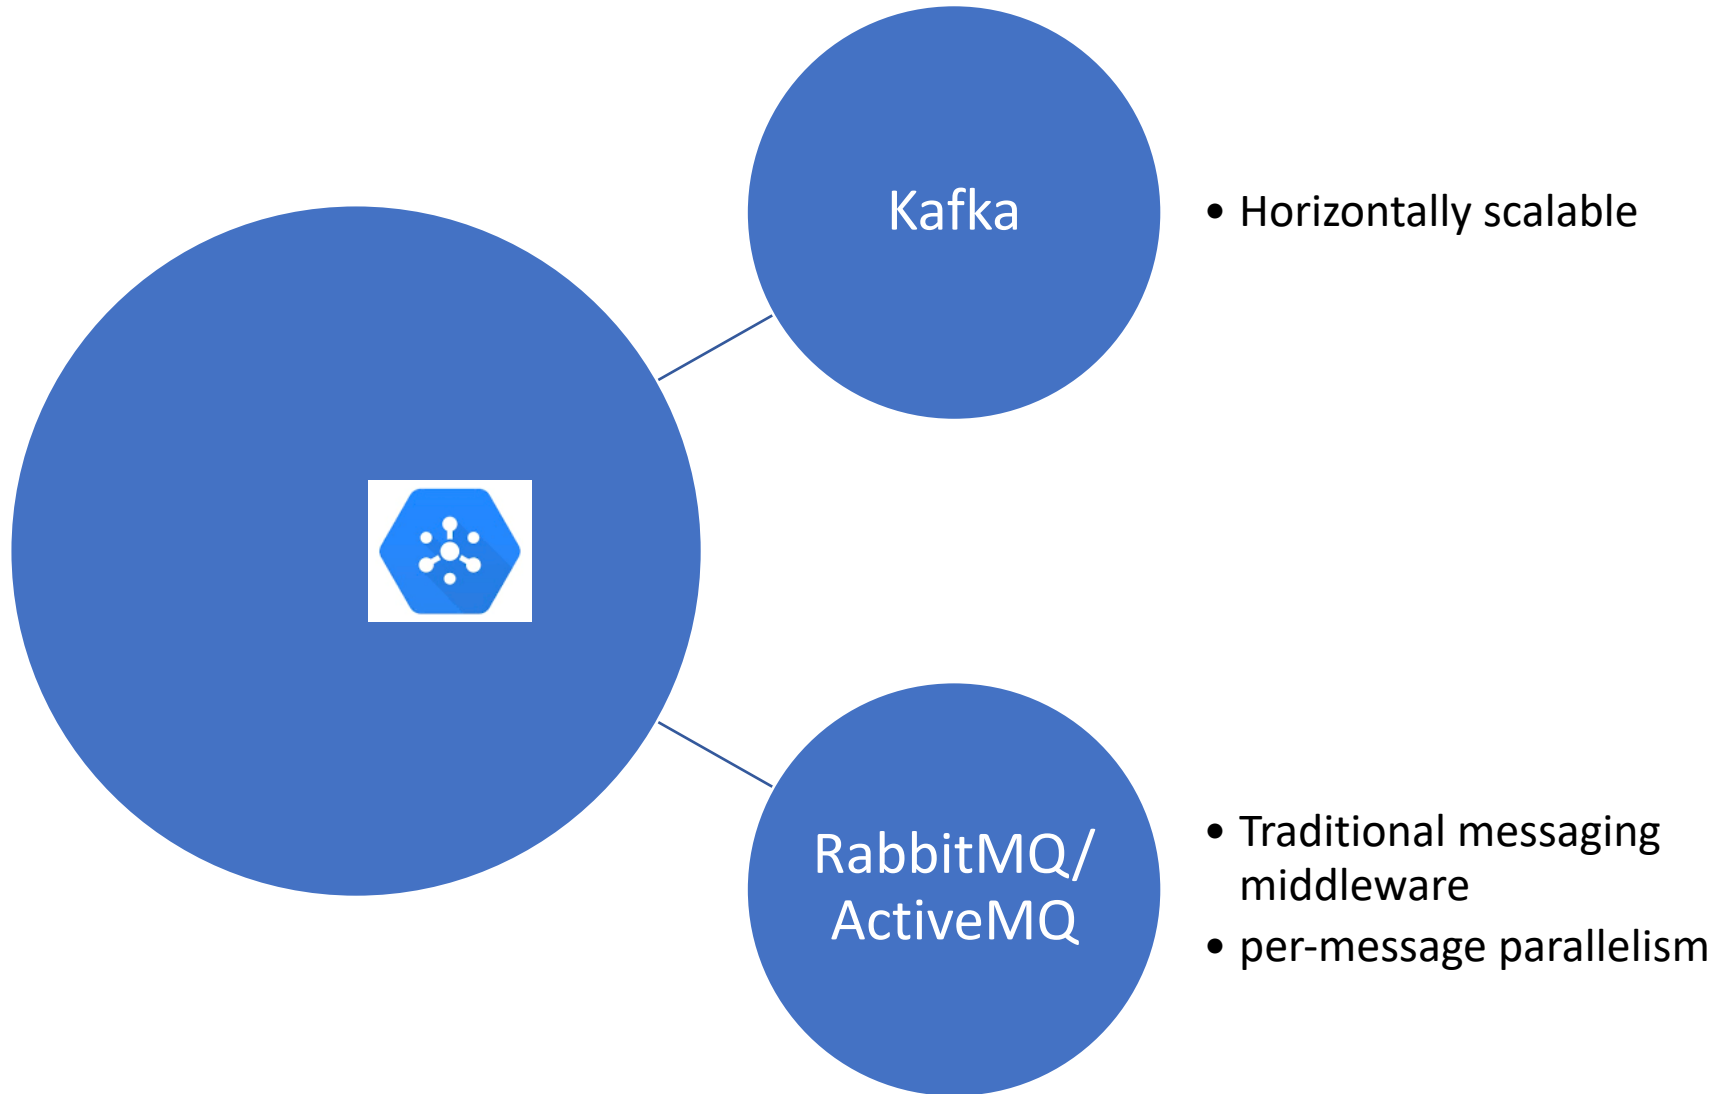 Kafka
• Horizontally scalable
RabbitMQ/
ActiveMQ
• Traditional messaging
middleware
• per-message parallelism